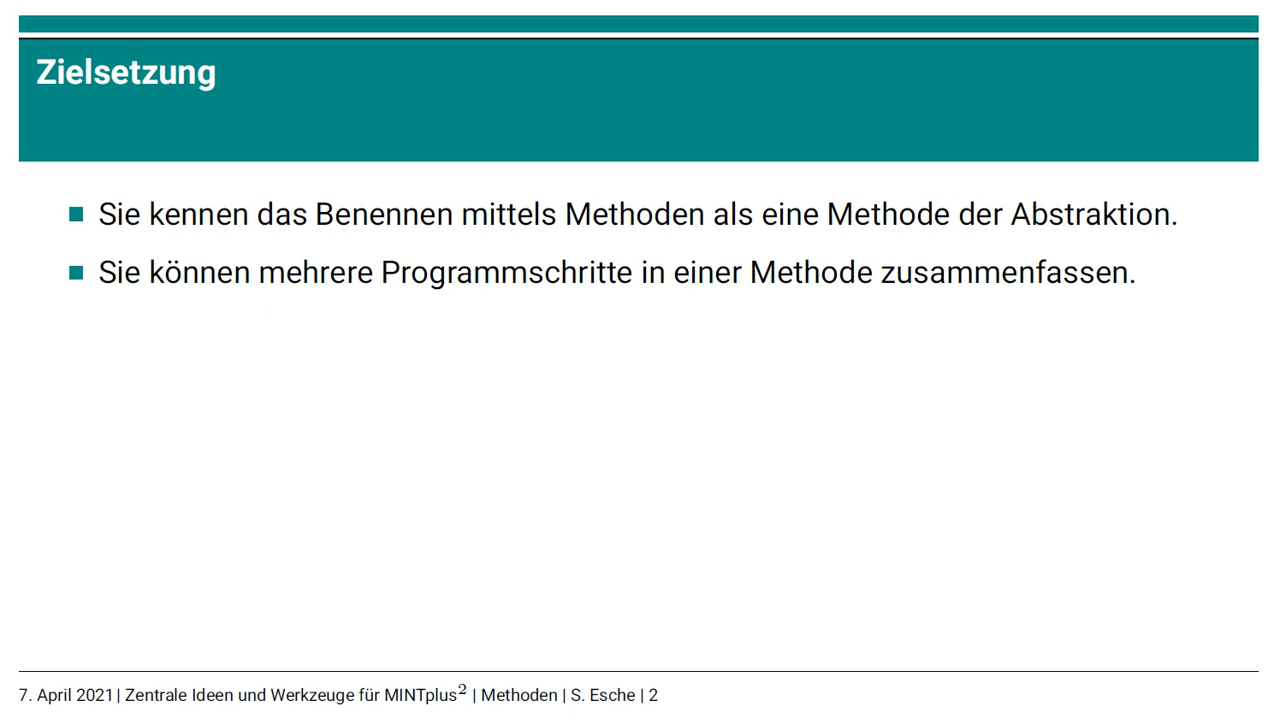 Zielsetzung
Sie kennen das Benennen mittels Methoden als eine Methode der Abstraktion.
Sie können mehrere Programmschritte in einer Methode zusammenfassen.
7. April 2021 | Zentrale Ideen und Werkzeuge für MINTplus² | Methoden | S. Esche | 2